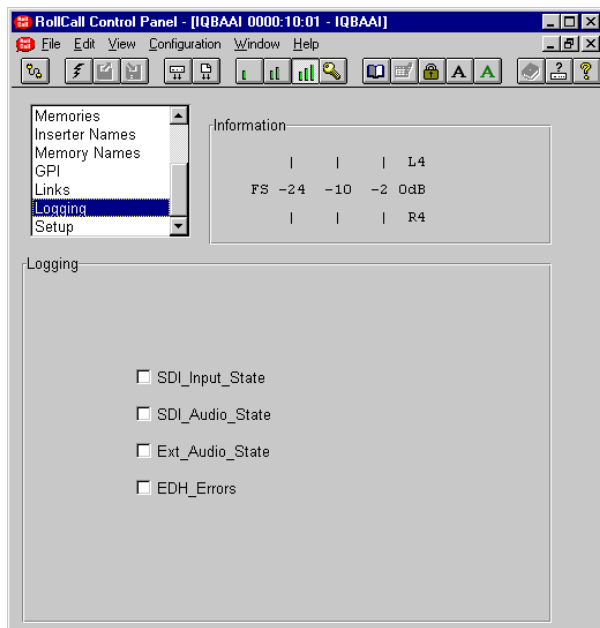 RollCall Control Panel - [IQBAAI 0000:10:01 - IQBAAI]
File Edit View Configuration Window Help
A A
Memories
Inserter Names
Memory Names
GPI
Links
Logging
Setup
Information
| | | L4
FS -24 -10 -2 0dB
| | | R4
Logging
SDI_Input_State
SDI_Audio_State
Ext_Audio_State
EDH_Errors